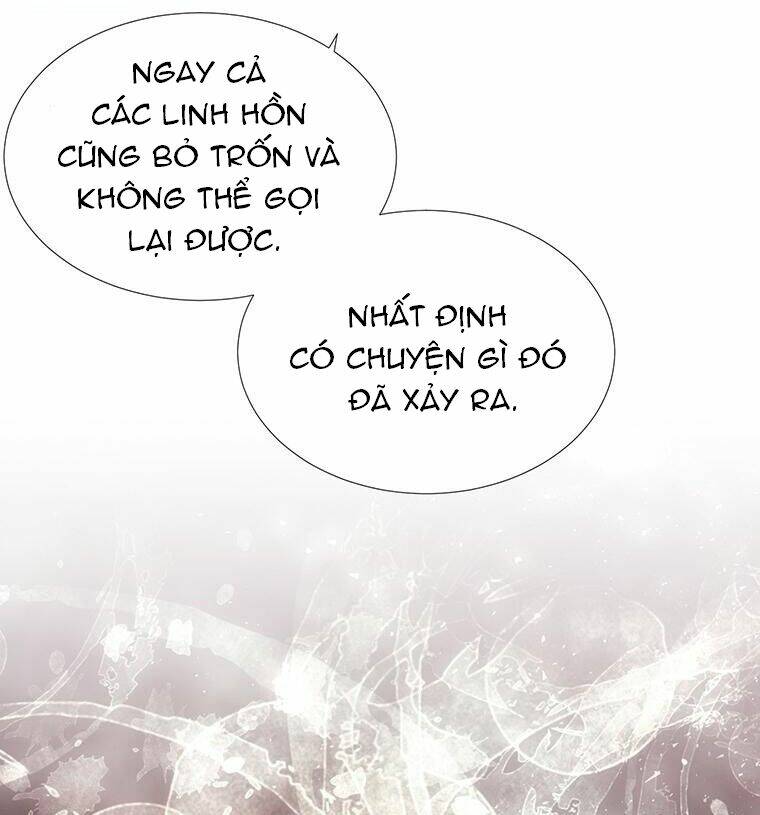 NGAY CẢ
CÁC LINH HỒN
CŨNG BỎ TRỐN VÀ
KHÔNG THỂ GỌI
LẠI ĐƯỢC.
NHẤT ĐỊNH
CÓ CHUYỆN GÌ ĐÓ
ĐÃ XẢY RA.